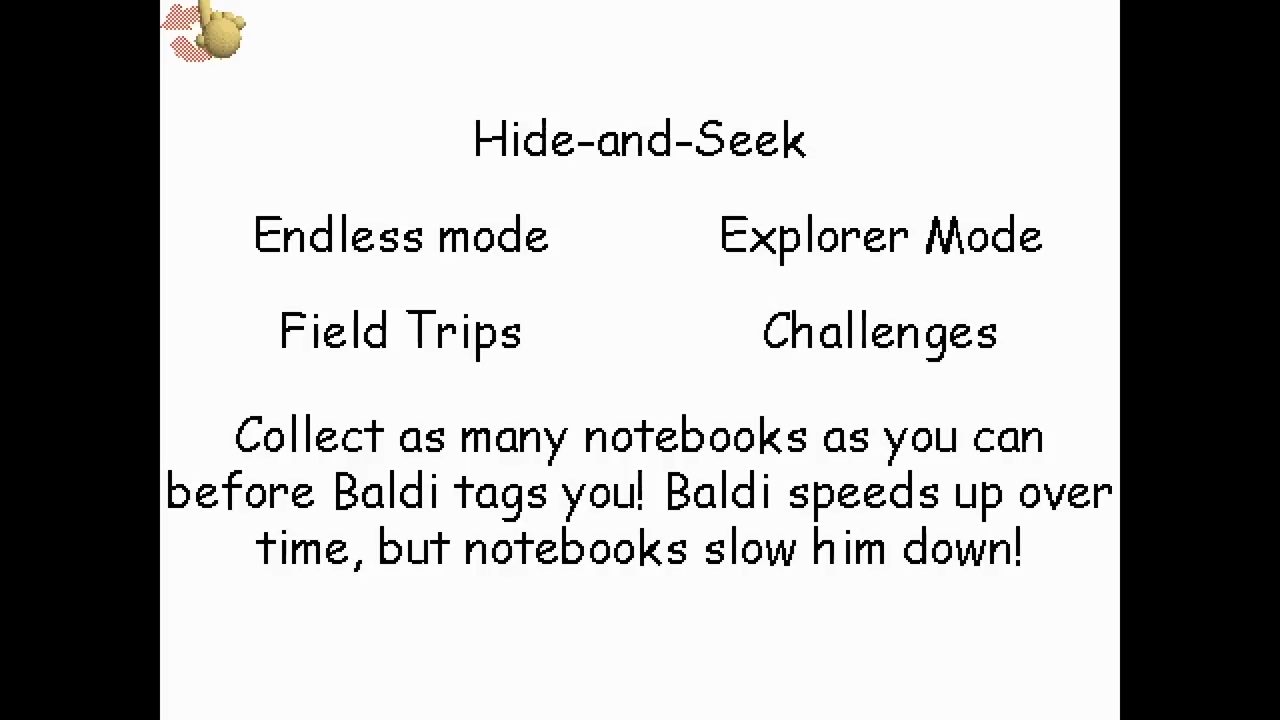 Hide-and-Seek
Endless mode
Explorer Mode
Field Trips
Challenges
Collect as many notebooks as you can
before Baldi tags you! Baldi speeds up over
time, but notebooks slow him down!